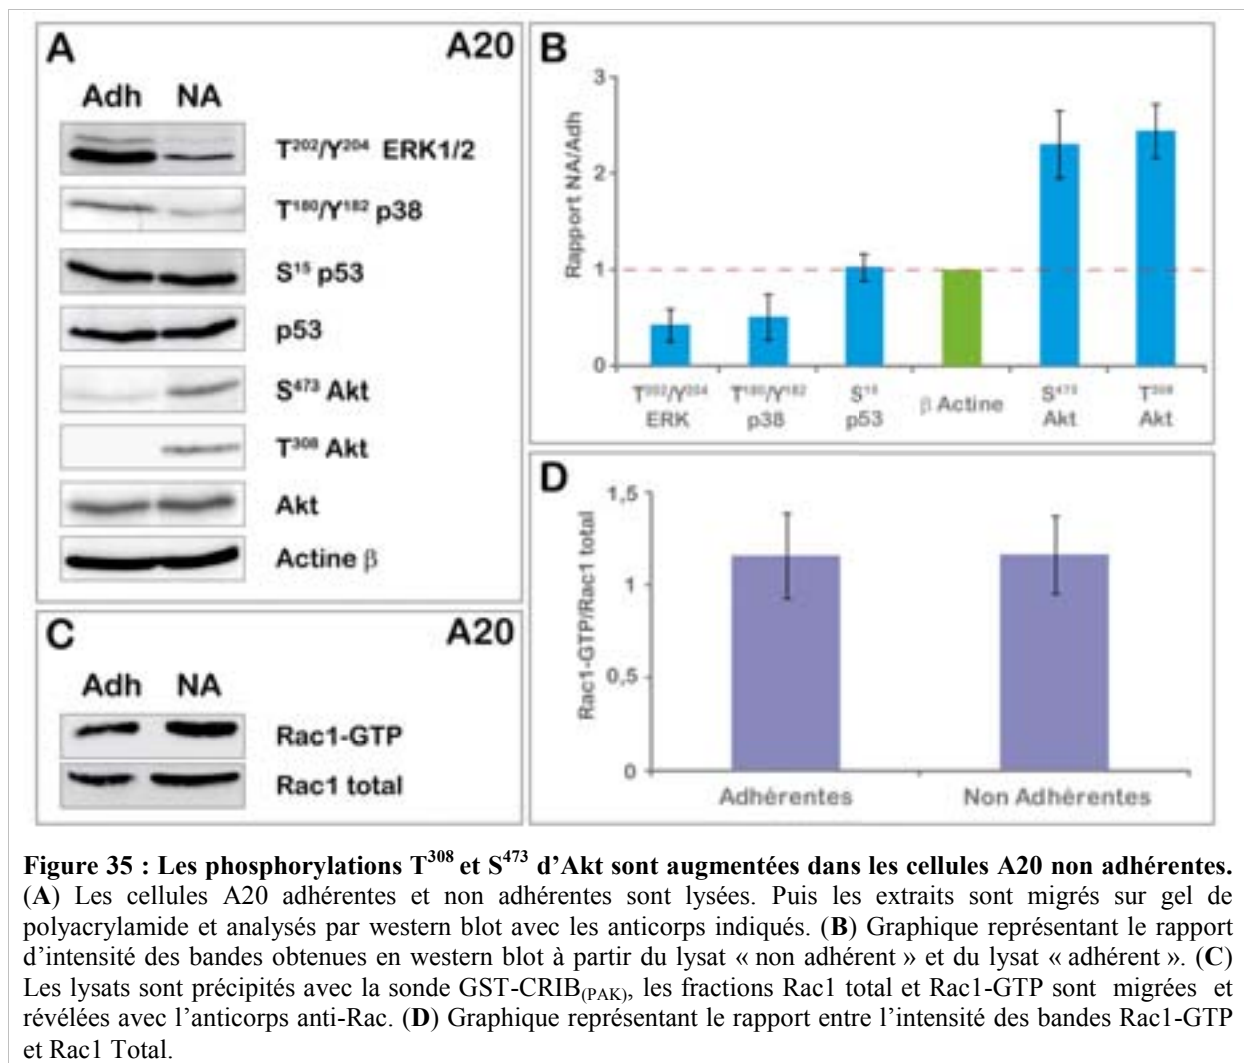 A A20
Adh NA
T²⁰²/Y²⁰⁴ ERK1/2
T¹⁸⁰/Y¹⁸² p38
S¹⁵ p53
p53
S⁴⁷³ Akt
T³⁰⁸ Akt
Akt
Actine β
B
Rapport NA/Adh
3
2
1
0
T²⁰²/Y²⁰⁴ T¹⁸⁰/Y¹⁸² S¹⁵ β Actine S⁴⁷³ T³⁰⁸
ERK p38 p53 Akt Akt
C A20
Adh NA
Rac1-GTP
Rac1 total
D
Rac1-GTP/Rac1 total
1,5
1
0,5
0
Adhérentes Non Adhérentes
Figure 35 : Les phosphorylations T³⁰⁸ et S⁴⁷³ d’Akt sont augmentées dans les cellules A20 non adhérentes.
(A) Les cellules A20 adhérentes et non adhérentes sont lysées. Puis les extraits sont migrés sur gel de
polyacrylamide et analysés par western blot avec les anticorps indiqués. (B) Graphique représentant le rapport
d’intensité des bandes obtenues en western blot à partir du lysat « non adhérent » et du lysat « adhérent ». (C)
Les lysats sont précipités avec la sonde GST-CRIB(PAK), les fractions Rac1 total et Rac1-GTP sont migrées et
révélées avec l’anticorps anti-Rac. (D) Graphique représentant le rapport entre l’intensité des bandes Rac1-GTP
et Rac1 Total.